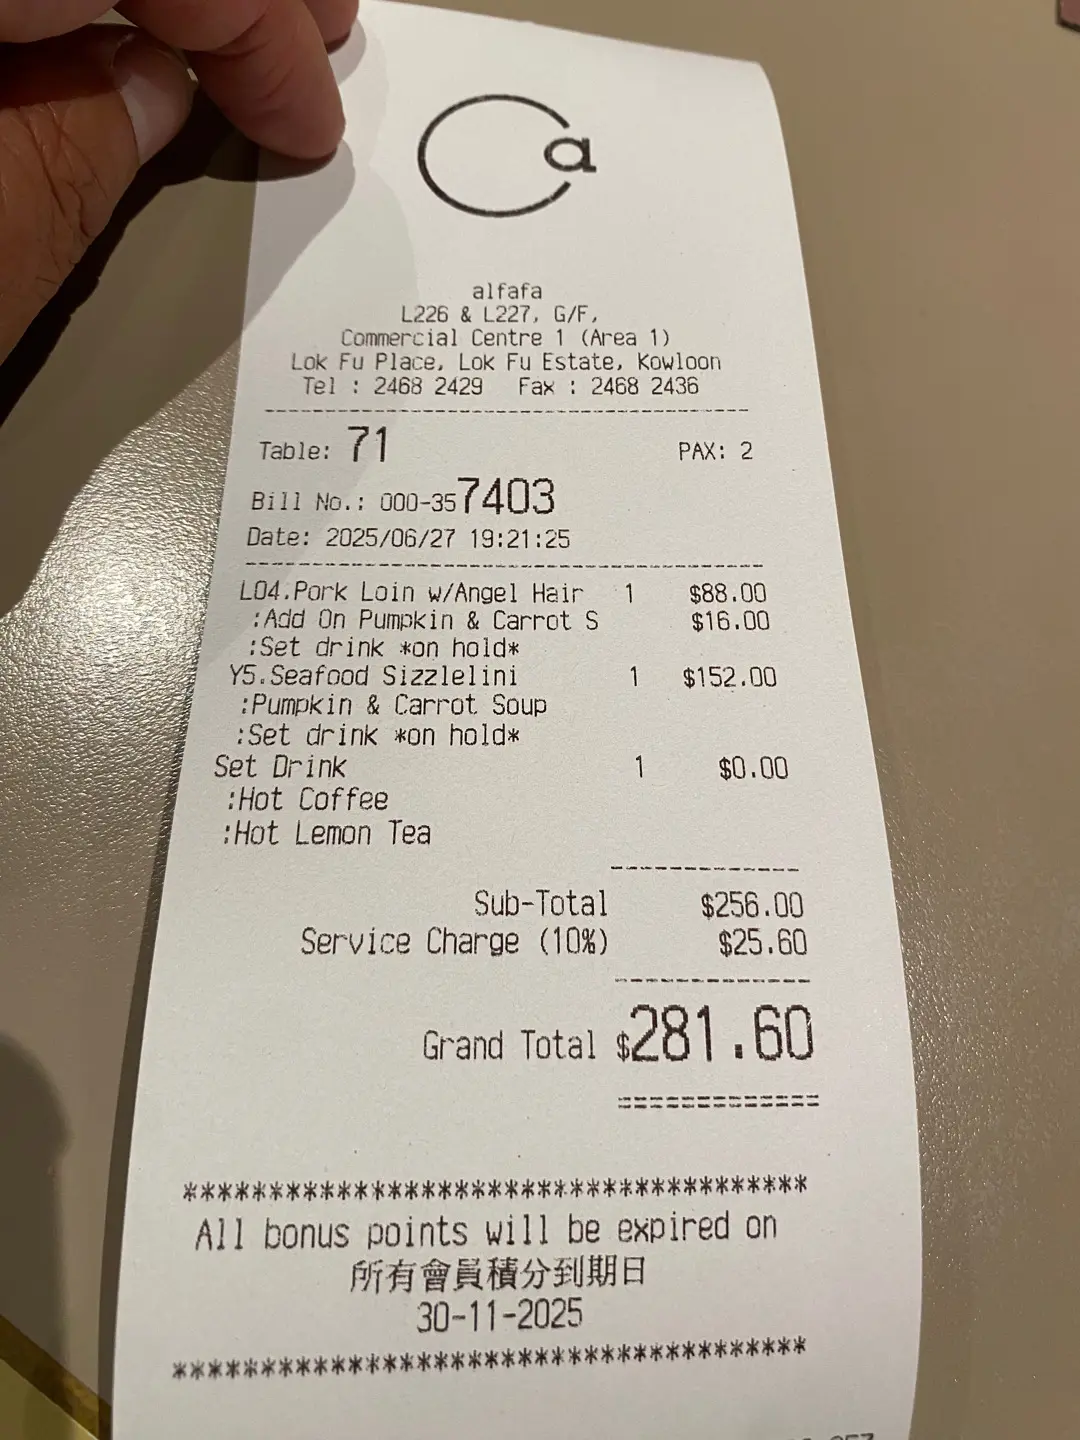 a
alfafa
L226 & L227, G/F,
Commercial Centre 1 (Area 1)
Lok Fu Place, Lok Fu Estate, Kowloon
Tel : 2468 2429 Fax : 2468 2436
------------------------------------------------
Table: 71 PAX: 2
Bill No.: 000-357403
Date: 2025/06/27 19:21:25
------------------------------------------------
L04.Pork Loin w/Angel Hair 1 $88.00
:Add On Pumpkin & Carrot S $16.00
:Set drink *on hold*
Y5.Seafood Sizzlelini 1 $152.00
:Pumpkin & Carrot Soup
:Set drink *on hold*
Set Drink 1 $0.00
:Hot Coffee
:Hot Lemon Tea
----------------
Sub-Total $256.00
Service Charge (10%) $25.60
----------------
Grand Total $281.60
=============
*************************************
All bonus points will be expired on
所有會員積分到期日
30-11-2025
*************************************